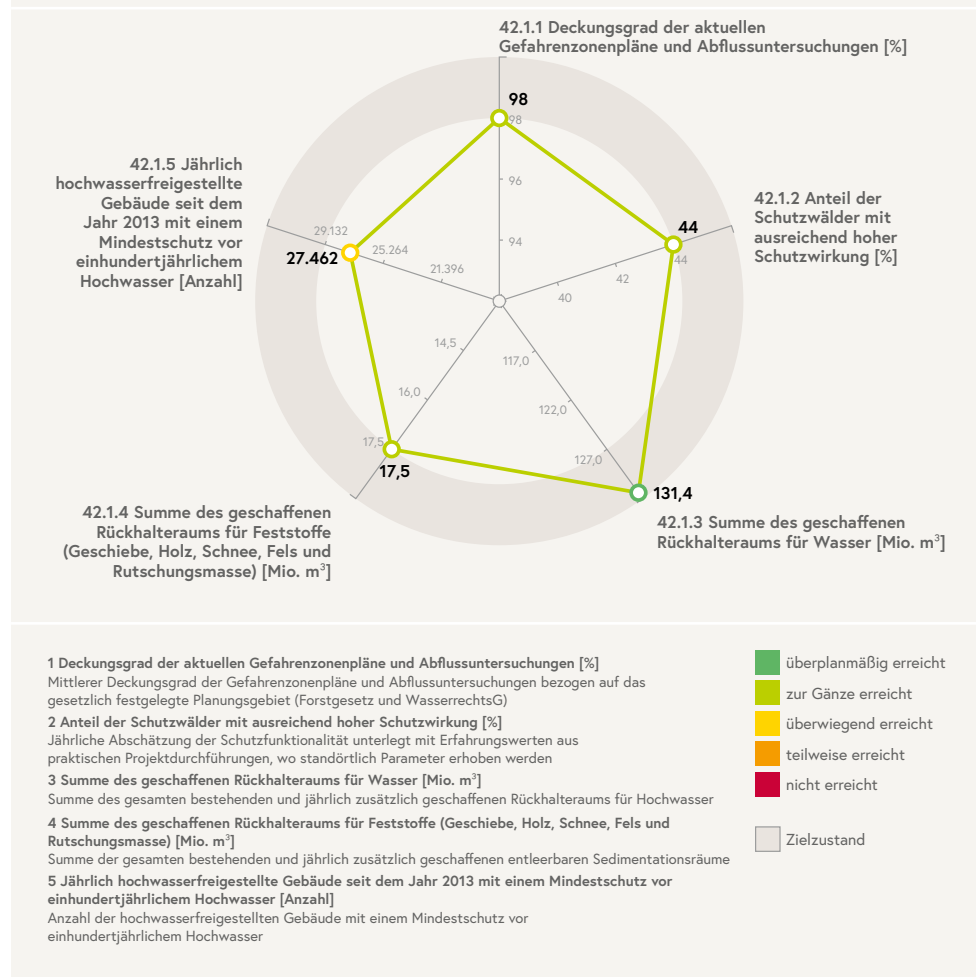 42.1.1 Deckungsgrad der aktuellen
Gefahrenzonenpläne und Abflussuntersuchungen [%]
98
98
96
94
42.1.2 Anteil der
Schutzwälder mit
ausreichend hoher
Schutzwirkung [%]
44
44
42
40
42.1.5 Jährlich
hochwasserfreigestellte
Gebäude seit dem
Jahr 2013 mit einem
Mindestschutz vor
einhundertjährlichem
Hochwasser [Anzahl]
29.132
27.462
25.264
21.396
14,5
16,0
17,5
17,5
117,0
122,0
127,0
131,4
42.1.3 Summe des geschaffenen
Rückhalteraums für Wasser [Mio. m³]
42.1.4 Summe des geschaffenen
Rückhalteraums für Feststoffe
(Geschiebe, Holz, Schnee, Fels und
Rutschungsmasse) [Mio. m³]
1 Deckungsgrad der aktuellen Gefahrenzonenpläne und Abflussuntersuchungen [%]
Mittlerer Deckungsgrad der Gefahrenzonenpläne und Abflussuntersuchungen bezogen auf das
gesetzlich festgelegte Planungsgebiet (Forstgesetz und WasserrechtsG)
2 Anteil der Schutzwälder mit ausreichend hoher Schutzwirkung [%]
Jährliche Abschätzung der Schutzfunktionalität unterlegt mit Erfahrungswerten aus
praktischen Projektdurchführungen, wo standörtlich Parameter erhoben werden
3 Summe des geschaffenen Rückhalteraums für Wasser [Mio. m³]
Summe des gesamten bestehenden und jährlich zusätzlich geschaffenen Rückhalteraums für Hochwasser
4 Summe des geschaffenen Rückhalteraums für Feststoffe (Geschiebe, Holz, Schnee, Fels und
Rutschungsmasse) [Mio. m³]
Summe der gesamten bestehenden und jährlich zusätzlich geschaffenen entleerbaren Sedimentationsräume
5 Jährlich hochwasserfreigestellte Gebäude seit dem Jahr 2013 mit einem Mindestschutz vor
einhundertjährlichem Hochwasser [Anzahl]
Anzahl der hochwasserfreigestellten Gebäude mit einem Mindestschutz vor
einhundertjährlichem Hochwasser
überplanmäßig erreicht
zur Gänze erreicht
überwiegend erreicht
teilweise erreicht
nicht erreicht
Zielzustand